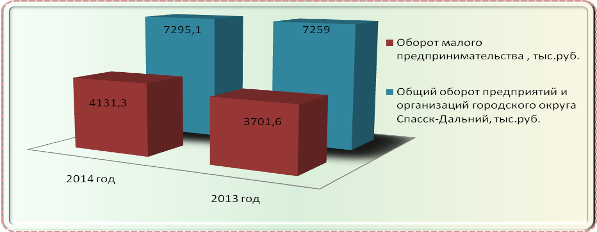 7295,1
7259
4131,3
3701,6
2014 год
2013 год
Оборот малого
предпринимательства , тыс.руб.
Общий оборот предприятий и
организаций городского округа
Спасск-Дальний, тыс.руб.